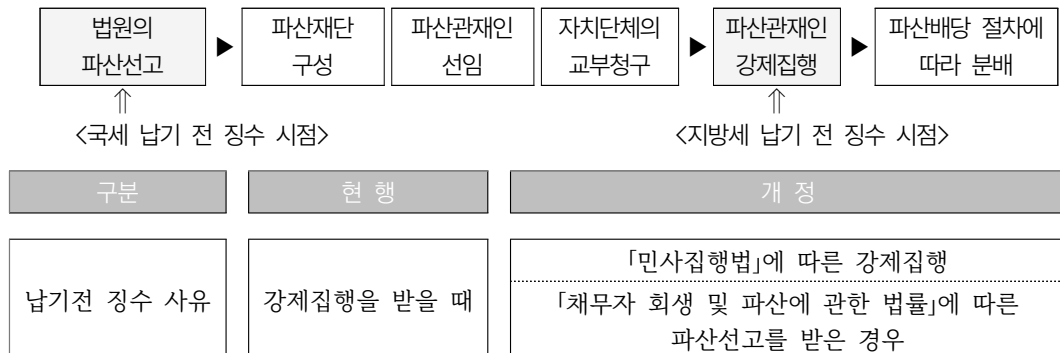 법원의
파산선고
▶
파산재단
구성
파산관재인
선임
자치단체의
교부청구
▶
파산관재인
강제집행
▶
파산배당 절차에
따라 분배
⇑
⇑
<국세 납기 전 징수 시점>
<지방세 납기 전 징수 시점>
구분
현 행
개 정
납기전 징수 사유
강제집행을 받을 때
「민사집행법」에 따른 강제집행
「채무자 회생 및 파산에 관한 법률」에 따른
파산선고를 받은 경우